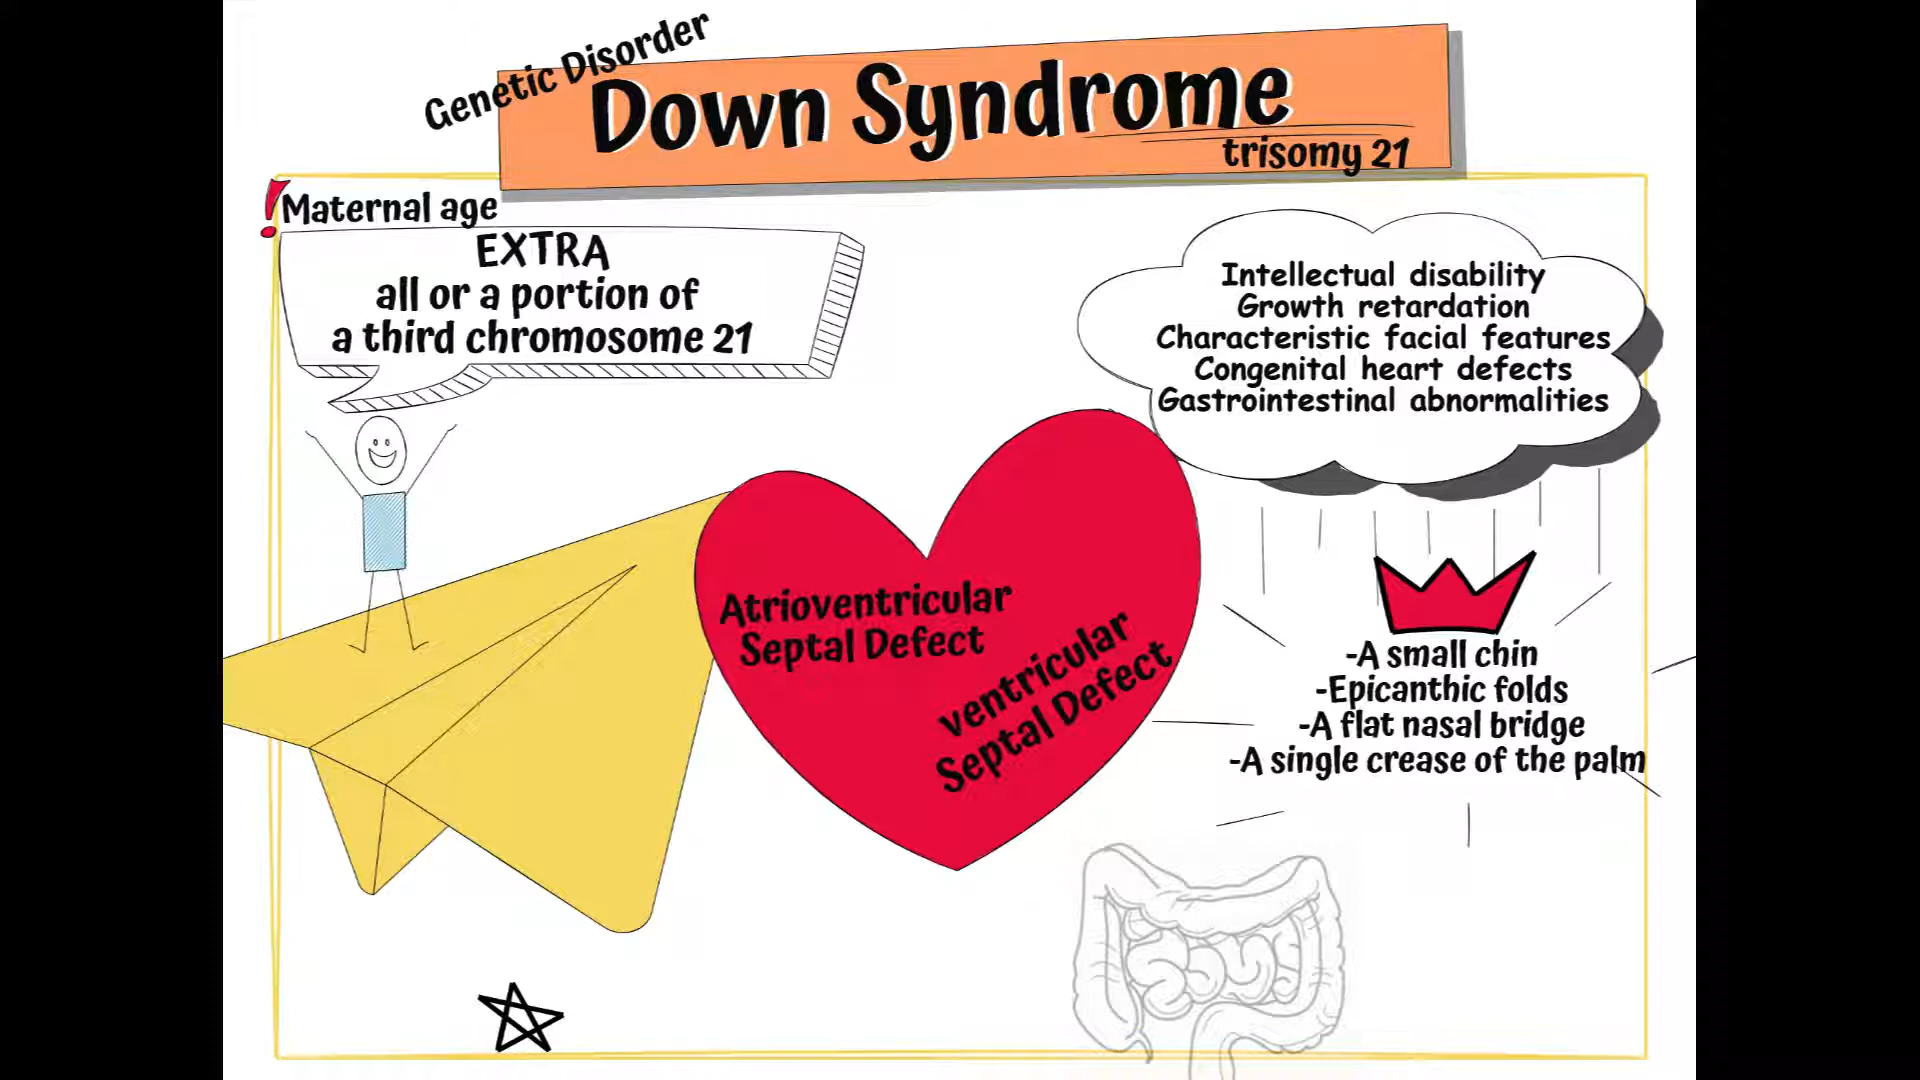 Genetic Disorder
Down Syndrome
trisomy 21
! Maternal age
EXTRA
all or a portion of
a third chromosome 21
Intellectual disability
Growth retardation
Characteristic facial features
Congenital heart defects
Gastrointestinal abnormalities
Atrioventricular
Septal Defect
ventricular
Septal Defect
-A small chin
-Epicanthic folds
-A flat nasal bridge
-A single crease of the palm